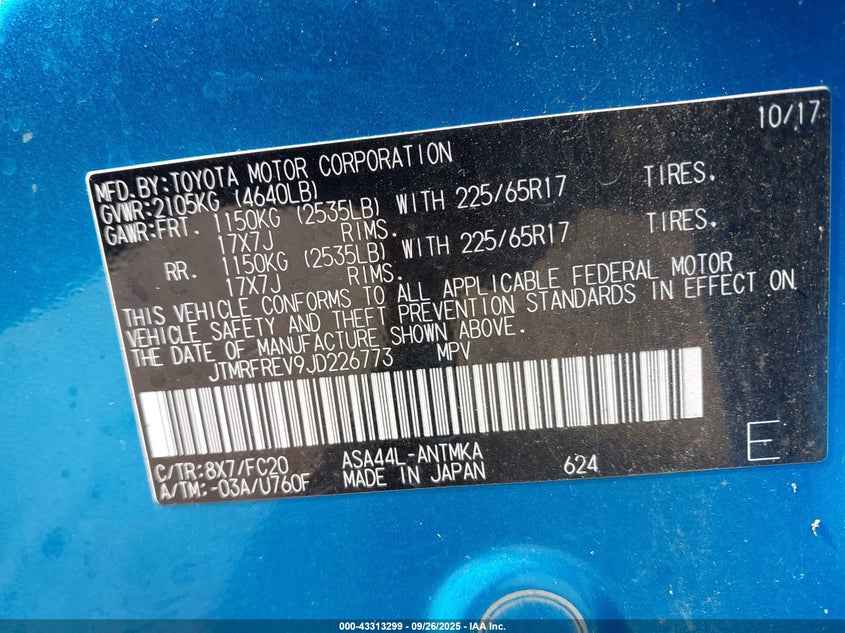 10/17
MFD. BY: TOYOTA MOTOR CORPORATION
GVWR: 2105KG (4640LB)
GAWR: FRT. 1150KG (2535LB) WITH 225/65R17 TIRES.
17X7J RIMS.
RR. 1150KG (2535LB) WITH 225/65R17 TIRES.
17X7J RIMS.
THIS VEHICLE CONFORMS TO ALL APPLICABLE FEDERAL MOTOR
VEHICLE SAFETY AND THEFT PREVENTION STANDARDS IN EFFECT ON
THE DATE OF MANUFACTURE SHOWN ABOVE.
JTMRFREV9JD226773 MPV
C/TR: 8X7/FC20 ASA44L-ANTMKA 624 E
A/TM: -03A/U760F MADE IN JAPAN
000-43313299 - 09/26/2025 - IAA